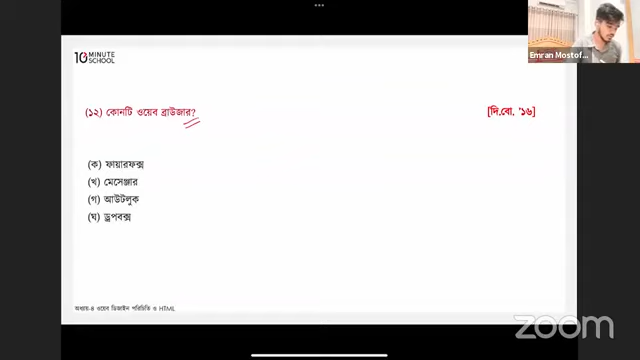 Emran Mostof...
10 MINUTE
SCHOOL
(১২) কোনটি ওয়েব ব্রাউজার?
[দি.বো. '১৬]
(ক) ফায়ারফক্স
(খ) মেসেঞ্জার
(গ) আউটলুক
(ঘ) ড্রপবক্স
অধ্যায়-৪ ওয়েব ডিজাইন পরিচিতি ও HTML
zoom